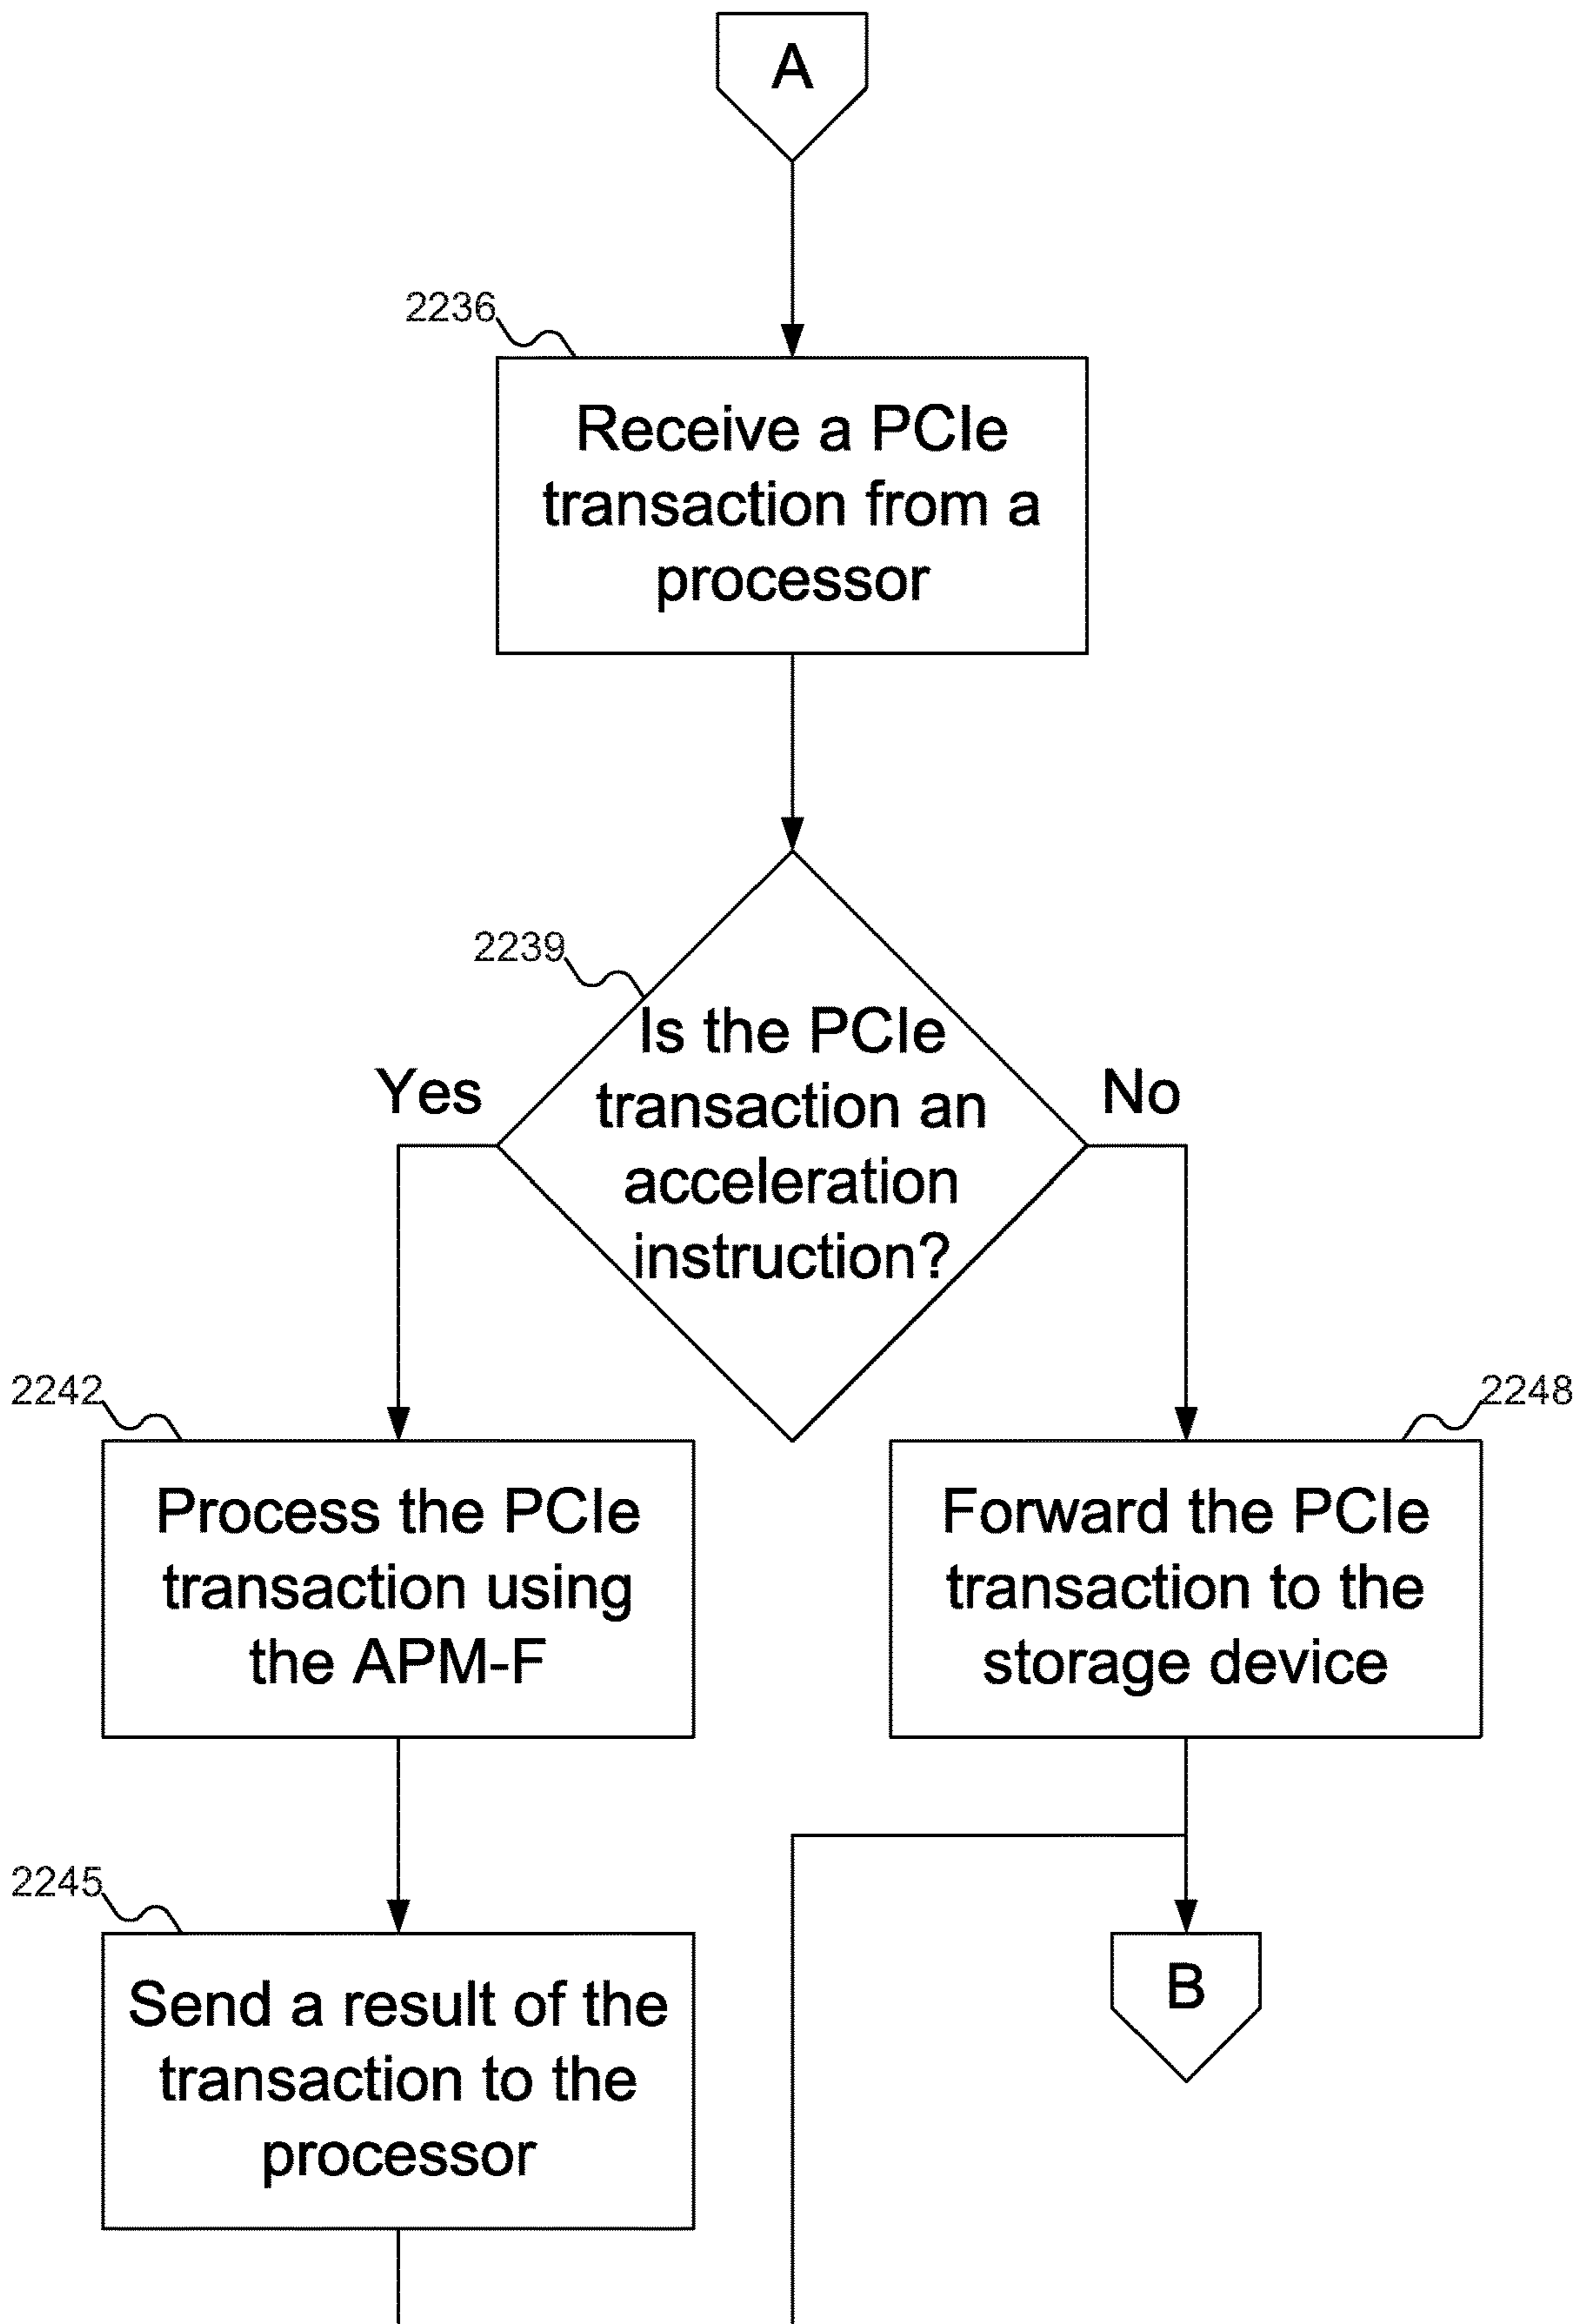 A
2236
Receive a PCIe
transaction from a
processor
2239
Is the PCIe
transaction an
acceleration
instruction?
Yes
No
2242
Process the PCIe
transaction using
the APM-F
2248
Forward the PCIe
transaction to the
storage device
2245
Send a result of the
transaction to the
processor
B